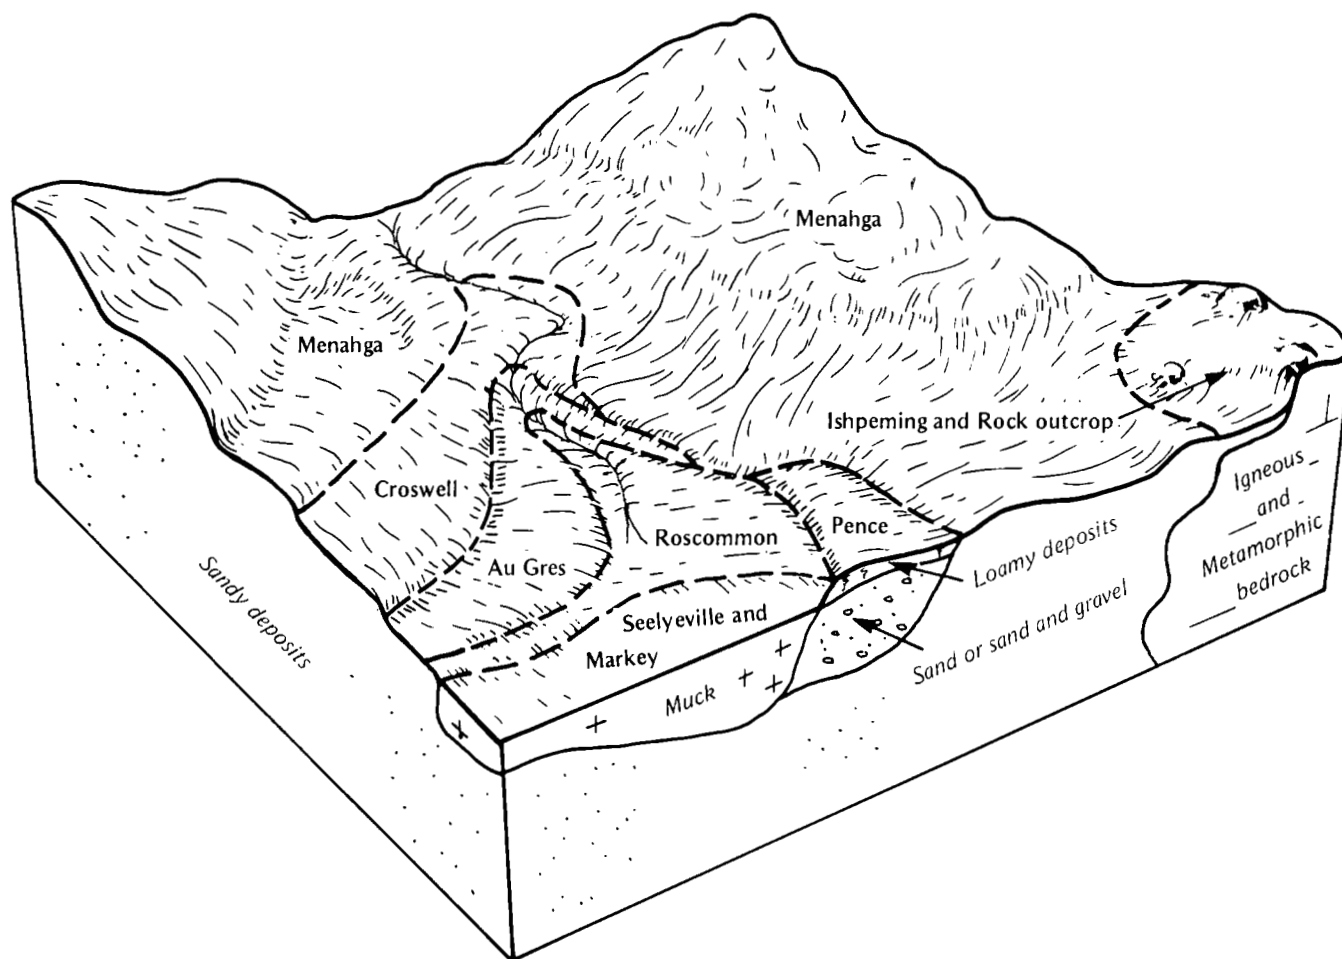 Menahga
Menahga
Ishpeming and Rock outcrop
Croswell
Roscommon
Pence
Au Gres
Seelyeville and
Markey
Muck
Sandy deposits
Loamy deposits
Sand or sand and gravel
Igneous
and
Metamorphic
bedrock